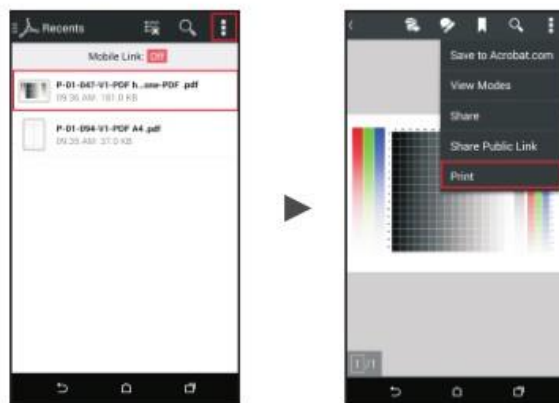 Recents
Mobile Link: Off
P-01-047-V1-PDF h...one-PDF .pdf
09:36 AM 181.0 KB
P-01-094-V1-PDF A4 .pdf
09:35 AM 37.0 KB
Save to Acrobat.com
View Modes
Share
Share Public Link
Print
1/1